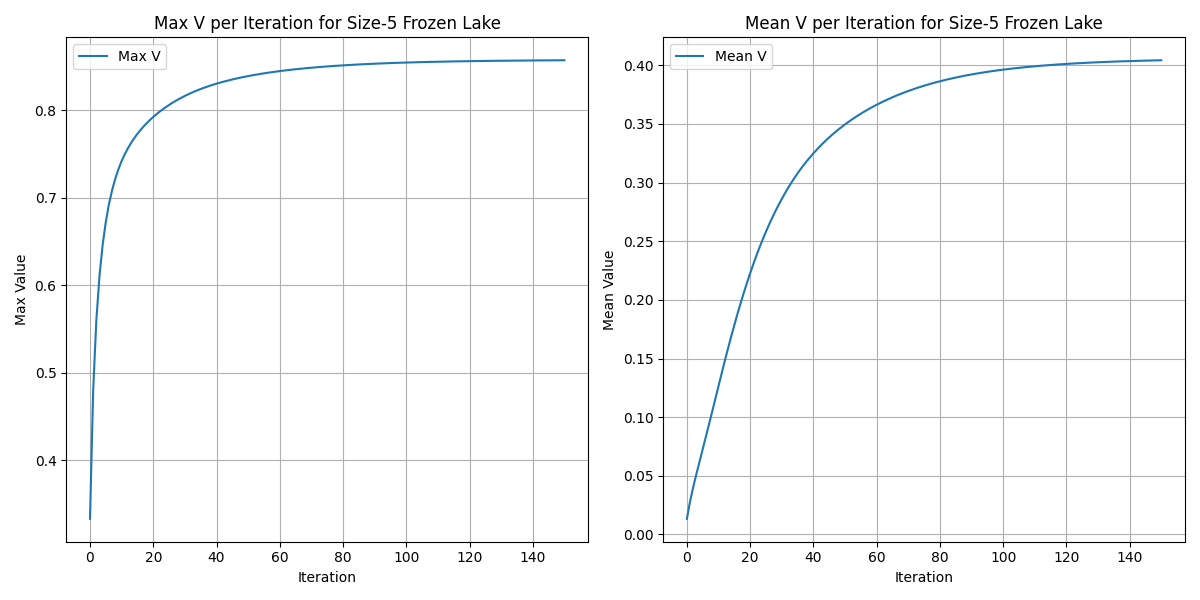 Max V per Iteration for Size-5 Frozen Lake
Max V
0.8
0.7
0.6
0.5
0.4
Max Value
0 20 40 60 80 100 120 140
Iteration
Mean V per Iteration for Size-5 Frozen Lake
Mean V
0.40
0.35
0.30
0.25
0.20
0.15
0.10
0.05
0.00
Mean Value
0 20 40 60 80 100 120 140
Iteration